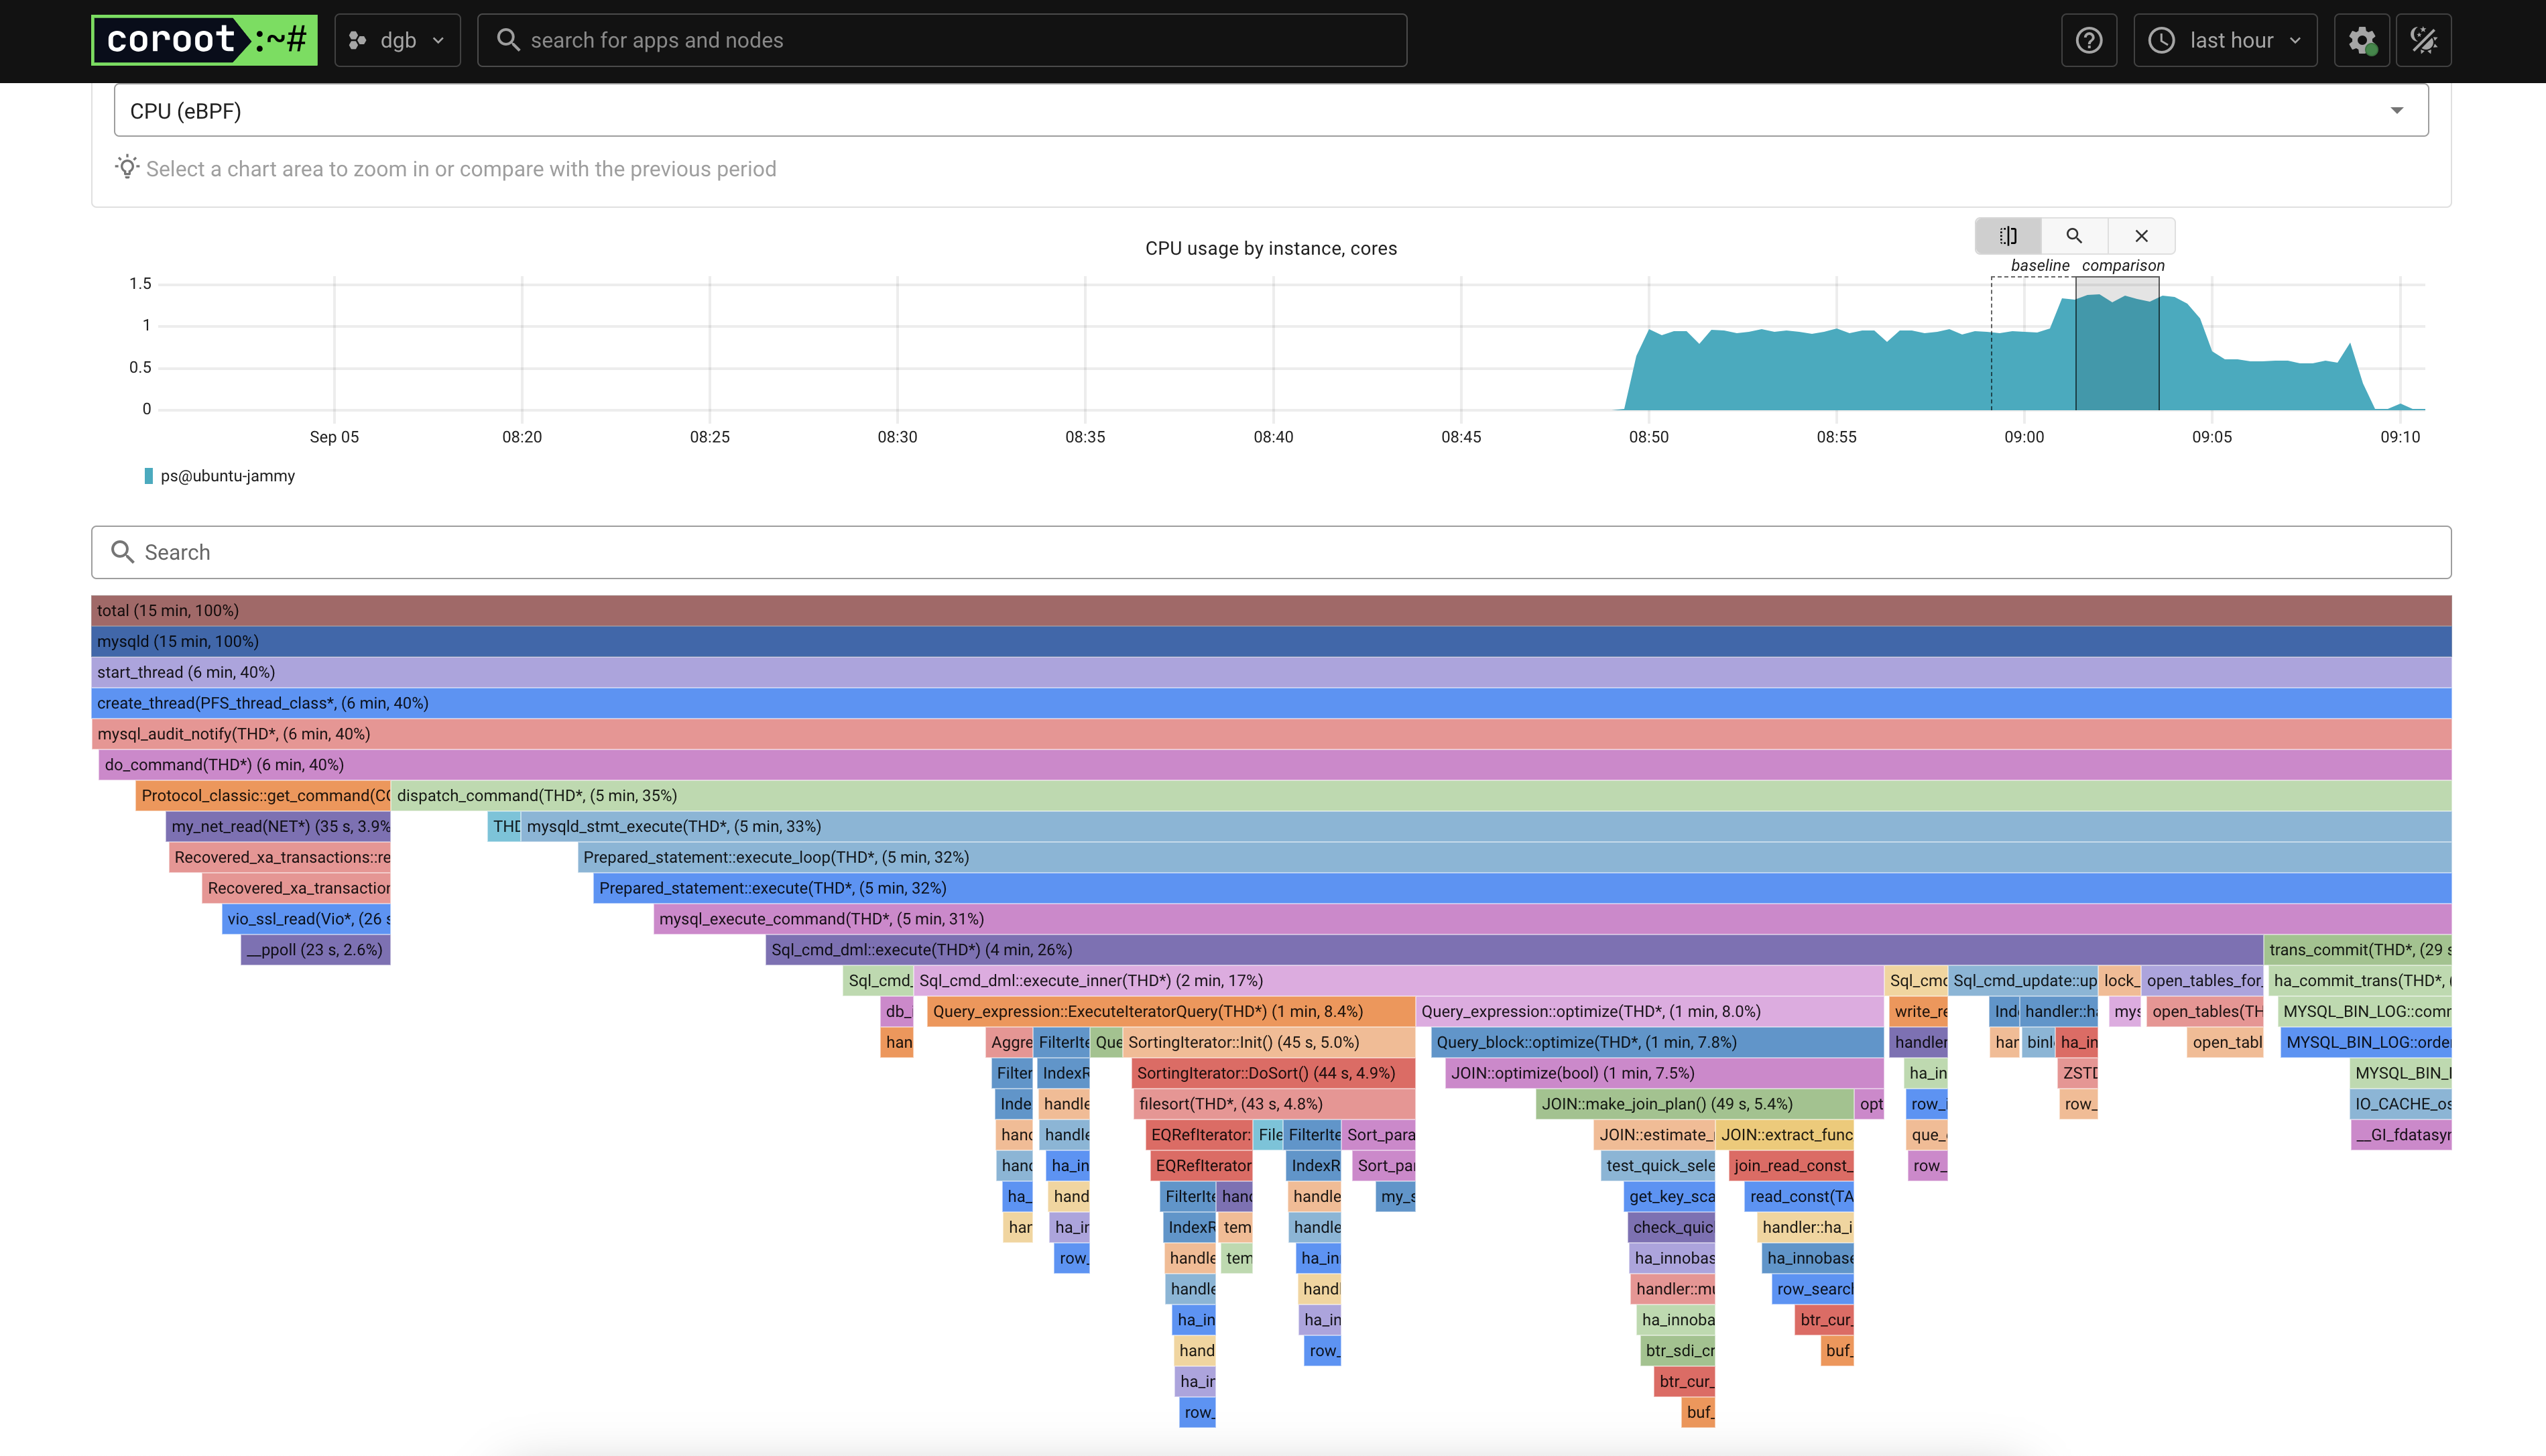 coroot:~# dgb search for apps and nodes last hour
CPU (eBPF)
Select a chart area to zoom in or compare with the previous period
CPU usage by instance, cores
baseline comparison
1.5
1
0.5
0
Sep 05 08:20 08:25 08:30 08:35 08:40 08:45 08:50 08:55 09:00 09:05 09:10
ps@ubuntu-jammy
Search
total (15 min, 100%)
mysqld (15 min, 100%)
start_thread (6 min, 40%)
create_thread(PFS_thread_class*, (6 min, 40%)
mysql_audit_notify(THD*, (6 min, 40%)
do_command(THD*) (6 min, 40%)
Protocol_classic::get_command(CO dispatch_command(THD*, (5 min, 35%)
my_net_read(NET*) (35 s, 3.9% THD mysqld_stmt_execute(THD*, (5 min, 33%)
Recovered_xa_transactions::re Prepared_statement::execute_loop(THD*, (5 min, 32%)
Recovered_xa_transaction Prepared_statement::execute(THD*, (5 min, 32%)
vio_ssl_read(Vio*, (26 s mysql_execute_command(THD*, (5 min, 31%)
__ppoll (23 s, 2.6%) Sql_cmd_dml::execute(THD*) (4 min, 26%) trans_commit(THD*, (29 s
Sql_cmd_ Sql_cmd_dml::execute_inner(THD*) (2 min, 17%) Sql_cmd Sql_cmd_update::up lock_ open_tables_for_ ha_commit_trans(THD*, (
db_ Query_expression::ExecuteIteratorQuery(THD*) (1 min, 8.4%) Query_expression::optimize(THD*, (1 min, 8.0%) write_re Ind handler::ha mys open_tables(TH MYSQL_BIN_LOG::comm
han Aggre FilterIte Que SortingIterator::Init() (45 s, 5.0%) Query_block::optimize(THD*, (1 min, 7.8%) handler har binl ha_in open_tabl MYSQL_BIN_LOG::order
Filter IndexR SortingIterator::DoSort() (44 s, 4.9%) JOIN::optimize(bool) (1 min, 7.5%) ha_in ZSTD MYSQL_BIN_L
Inde handle filesort(THD*, (43 s, 4.8%) JOIN::make_join_plan() (49 s, 5.4%) opt row_i row_ IO_CACHE_os
hand handle EQRefIterator: File FilterIte Sort_para JOIN::estimate_ JOIN::extract_func que_ __GI_fdatasyn
hand ha_in EQRefIterator IndexR Sort_par test_quick_sele join_read_const_ row_
ha_ hand FilterIte hand handle my_s get_key_sca read_const(TA
har ha_in IndexR tem handle check_quic handler::ha_i
row_ handle tem ha_in ha_innobas ha_innobase
handle hand handler::mu row_search
ha_in ha_in ha_innoba btr_cur_
hand row_ btr_sdi_cr buf_
ha_in btr_cur_
row_ buf_